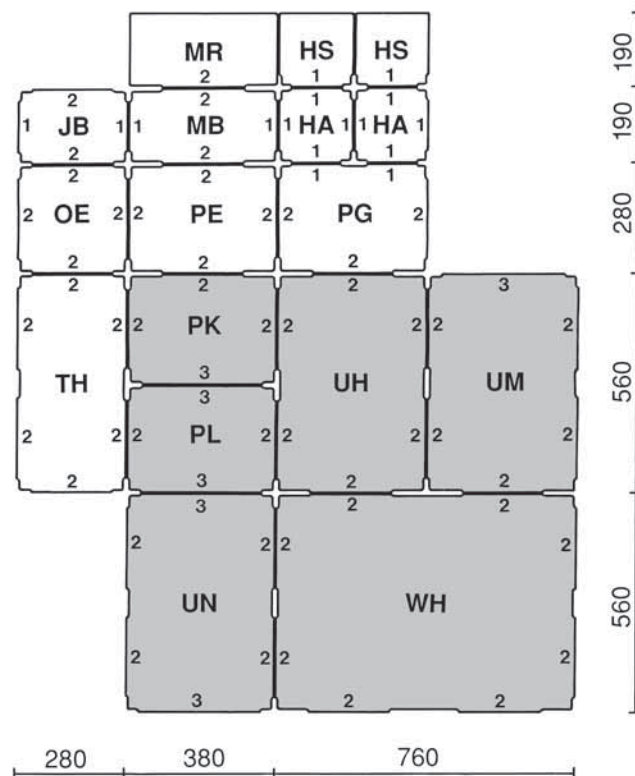 MR HS HS
2 1 1
190
2 2 1 1
1 JB 1 1 MB 1 1 HA 1 1 HA 1
2 2 1 1
190
2 2 1 1
2 OE 2 2 PE 2 2 PG 2
2 2 2
280
2 2 2 3
2 2 2 PK 2 2 2 2 2
3
TH UH UM
560
3
2 2 2 PL 2 2 2 2 2
2 3 2 2
3 2 2
2 2 2 2
UN WH
560
2 2 2 2
3 2 2
280 380 760